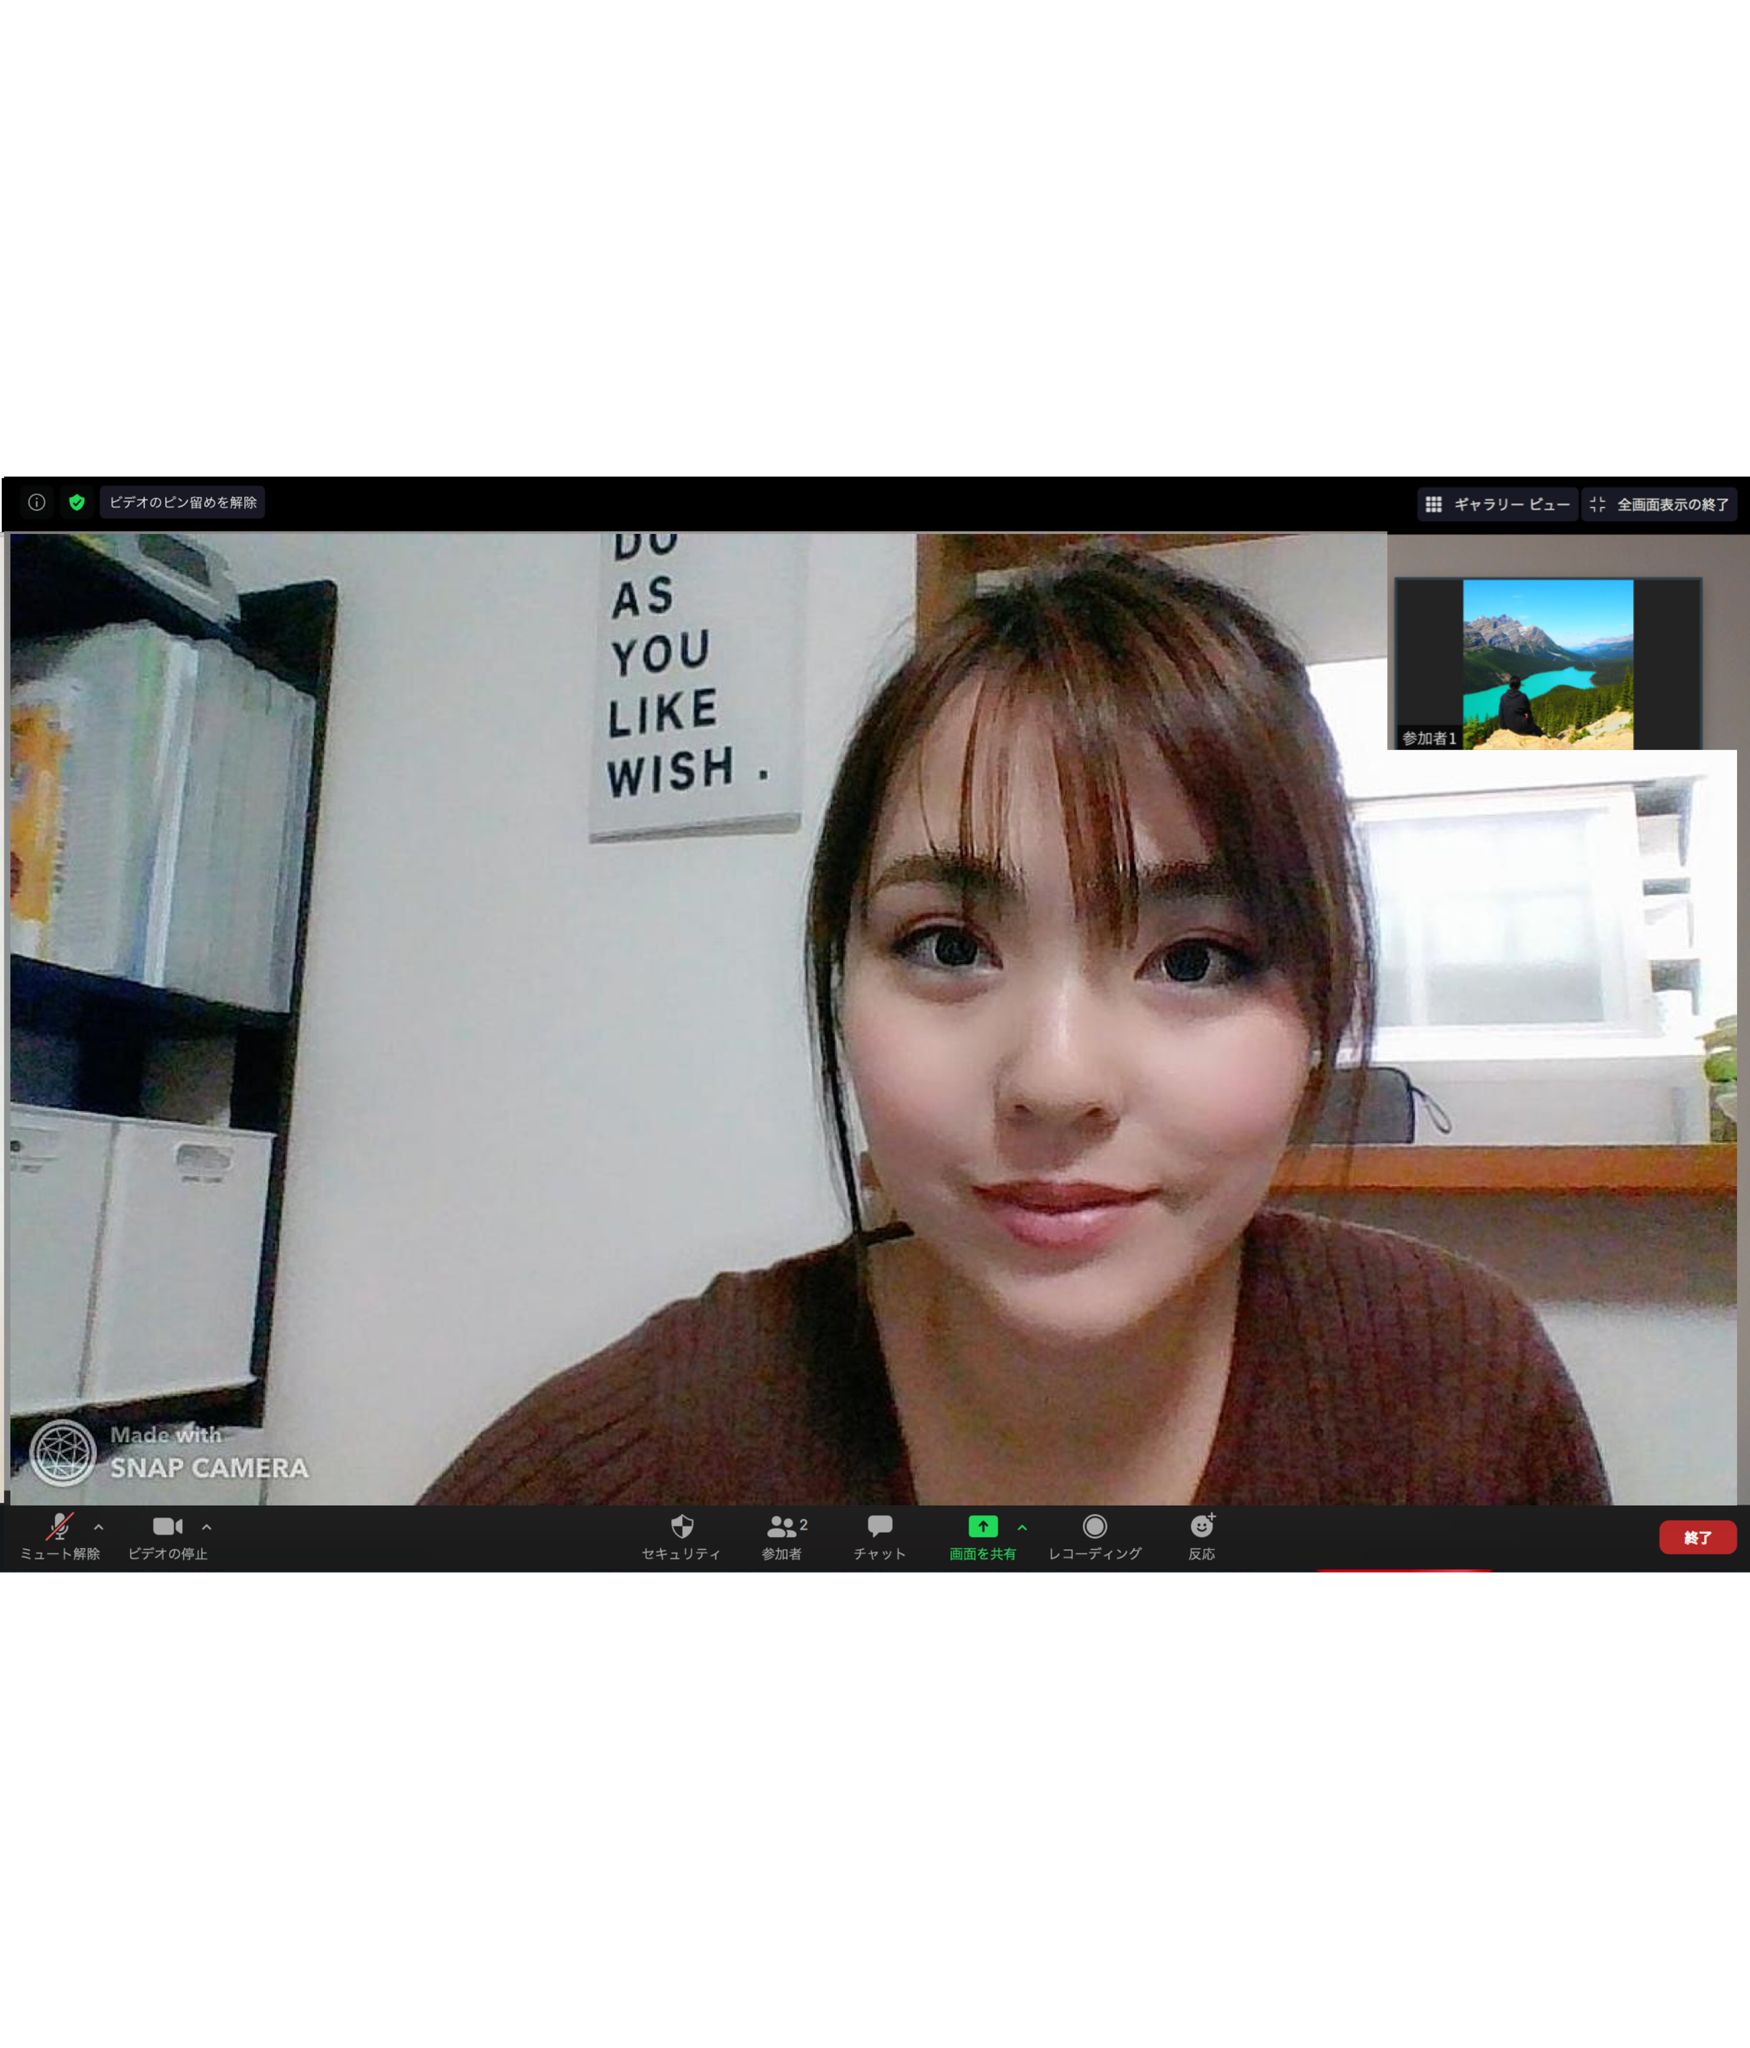 ビデオのピン留めを解除
ギャラリー ビュー
全画面表示の終了
DO
AS
YOU
LIKE
WISH .
参加者1
Made with
SNAP CAMERA
ミュート解除
ビデオの停止
セキュリティ
2
参加者
チャット
画面を共有
レコーディング
反応
終了